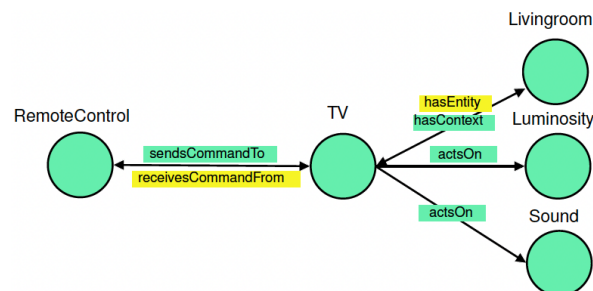 Livingroom
hasEntity
hasContext
TV
Luminosity
RemoteControl
sendsCommandTo
receivesCommandFrom
actsOn
actsOn
Sound